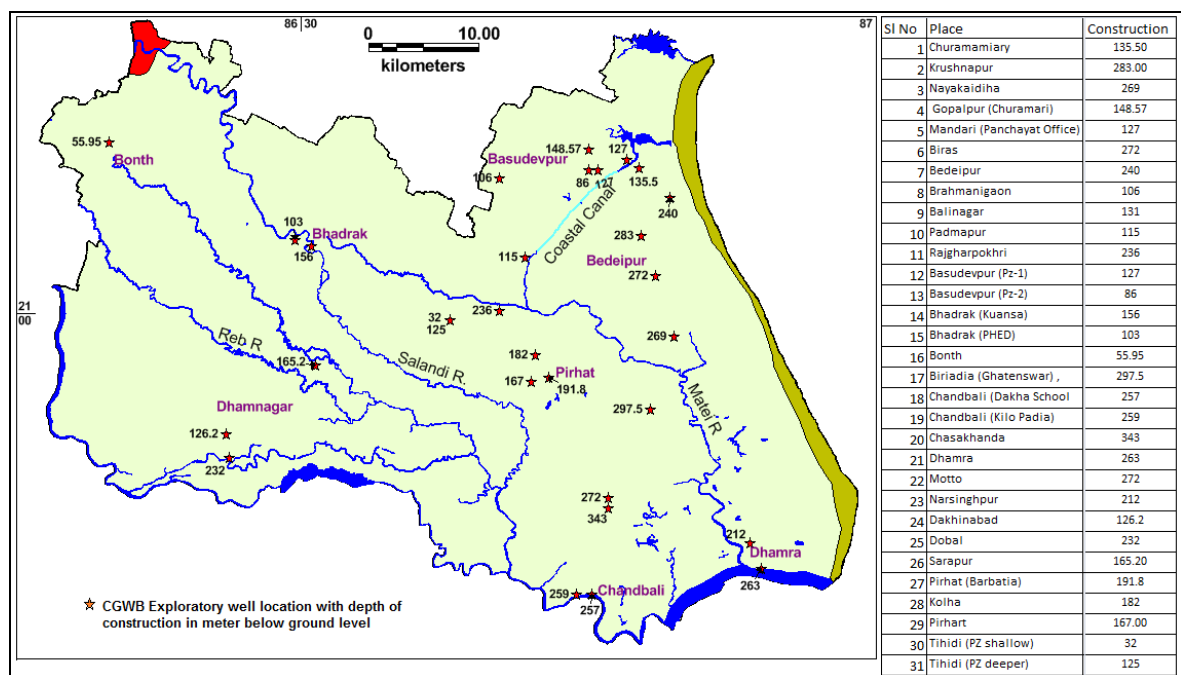 86 30
87
0 10.00
kilometers
55.95
Bonth
148.57
127
Basudevpur
106
86
127
135.5
240
Coastal Canal
103
Bhadrak
156
283
115
Bedeipur
272
21
00
236
32
125
269
Reb R
182
165.2
Salandi R.
Pirhat
167
191.8
Dhamnagar
297.5
Matei R
126.2
232
272
343
212
Dhamra
263
259
Chandbali
257
CGWB Exploratory well location with depth of
construction in meter below ground level
Sl No Place Construction
1 Churamamiary 135.50
2 Krushnapur 283.00
3 Nayakaidiha 269
4 Gopalpur (Churamari) 148.57
5 Mandari (Panchayat Office) 127
6 Biras 272
7 Bedeipur 240
8 Brahmanigaon 106
9 Balinagar 131
10 Padmapur 115
11 Rajgharpokhri 236
12 Basudevpur (Pz-1) 127
13 Basudevpur (Pz-2) 86
14 Bhadrak (Kuansa) 156
15 Bhadrak (PHED) 103
16 Bonth 55.95
17 Biriadia (Ghatenswar) , 297.5
18 Chandbali (Dakha School 257
19 Chandbali (Kilo Padia) 259
20 Chasakhanda 343
21 Dhamra 263
22 Motto 272
23 Narsinghpur 212
24 Dakhinabad 126.2
25 Dobal 232
26 Sarapur 165.20
27 Pirhat (Barbatia) 191.8
28 Kolha 182
29 Pirhart 167.00
30 Tihidi (PZ shallow) 32
31 Tihidi (PZ deeper) 125